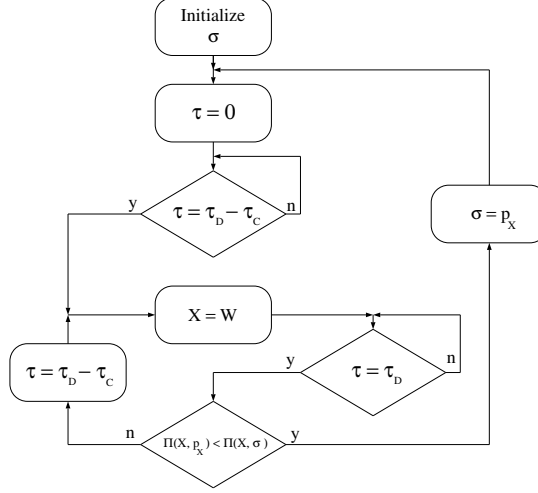 Initialize
σ
τ = 0
y
τ = τ_D − τ_C
n
σ = p_X
X = W
τ = τ_D − τ_C
y
τ = τ_D
n
n
Π(X, p_X) < Π(X, σ)
y